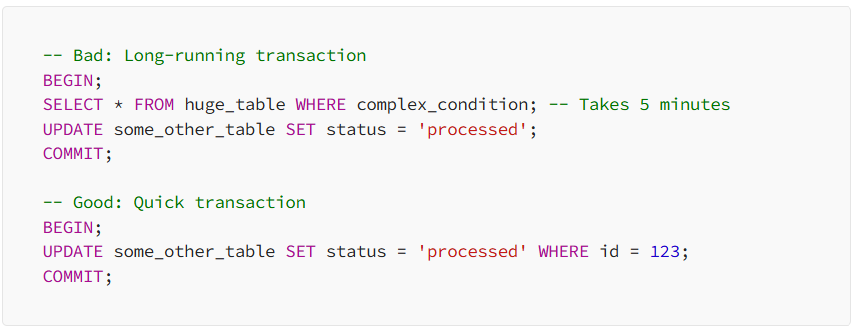 -- Bad: Long-running transaction
BEGIN;
SELECT * FROM huge_table WHERE complex_condition; -- Takes 5 minutes
UPDATE some_other_table SET status = 'processed';
COMMIT;
-- Good: Quick transaction
BEGIN;
UPDATE some_other_table SET status = 'processed' WHERE id = 123;
COMMIT;